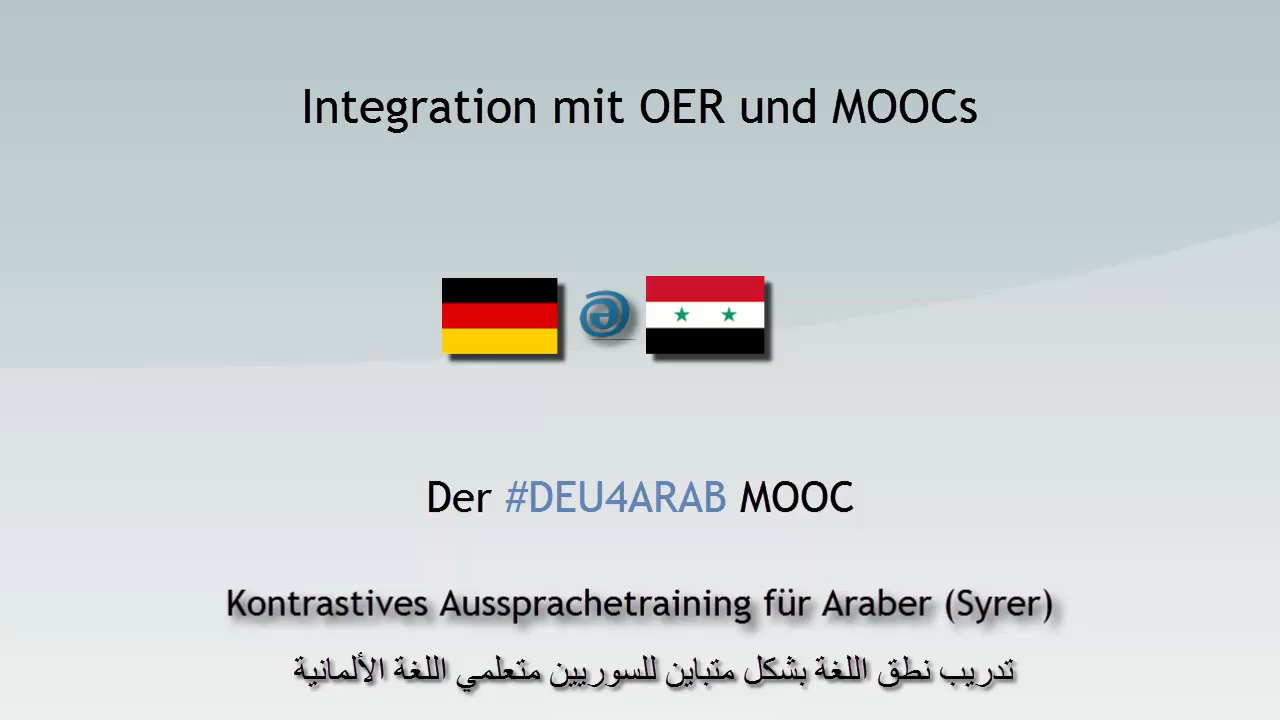 Integration mit OER und MOOCs
Der #DEU4ARAB MOOC
Kontrastives Aussprachetraining für Araber (Syrer)
تدريب نطق اللغة بشكل متباين للسوريين متعلمي اللغة الألمانية